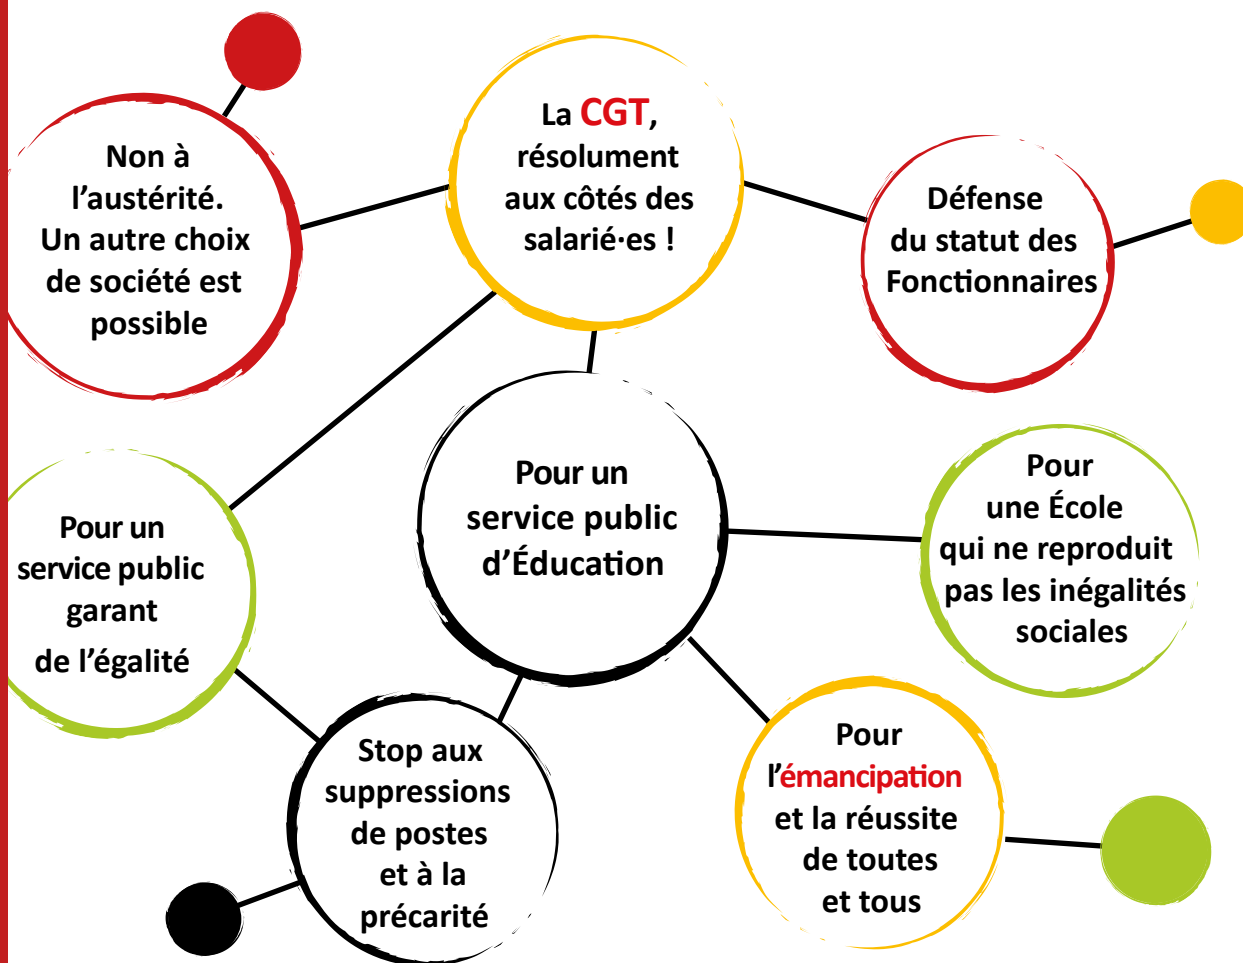 Non à
l'austérité.
Un autre choix
de société est
possible
La CGT,
résolument
aux côtés des
salarié·es !
Défense
du statut des
Fonctionnaires
Pour un
service public
garant
de l'égalité
Pour un
service public
d'Éducation
Pour
une École
qui ne reproduit
pas les inégalités
sociales
Stop aux
suppressions
de postes
et à la
précarité
Pour
l'émancipation
et la réussite
de toutes
et tous